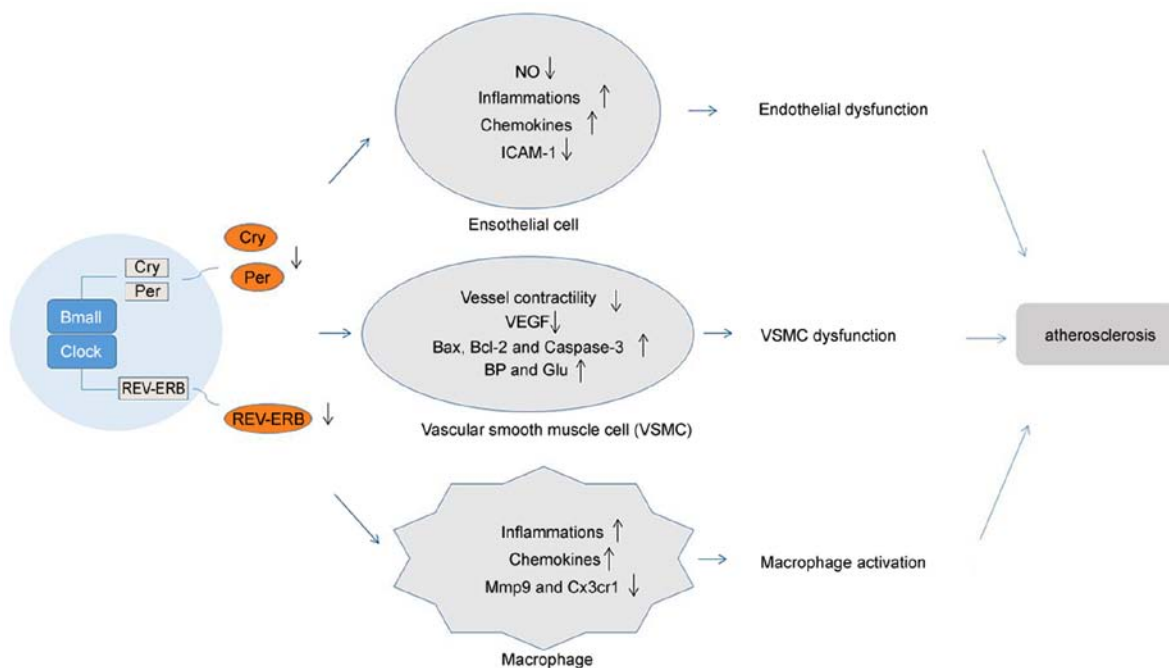 NO ↓
Inflammations ↑
Chemokines ↑
ICAM-1 ↓
Ensothelial cell
Endothelial dysfunction
Cry
Per
↓
Cry
Per
Bmall
Clock
REV-ERB
REV-ERB ↓
Vessel contractility ↓
VEGF ↓
Bax, Bcl-2 and Caspase-3 ↑
BP and Glu ↑
Vascular smooth muscle cell (VSMC)
VSMC dysfunction
atherosclerosis
Inflammations ↑
Chemokines ↑
Mmp9 and Cx3cr1 ↓
Macrophage
Macrophage activation